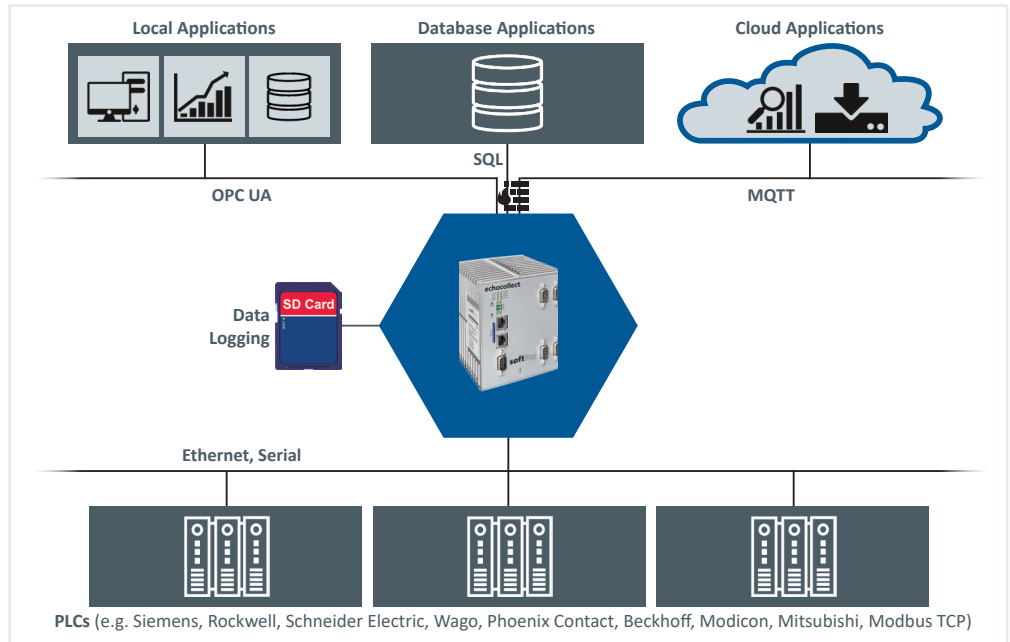 Local Applications
Database Applications
Cloud Applications
SQL
OPC UA
MQTT
echocollect
SD Card
Data
Logging
softing
Ethernet, Serial
PLCs (e.g. Siemens, Rockwell, Schneider Electric, Wago, Phoenix Contact, Beckhoff, Modicon, Mitsubishi, Modbus TCP)